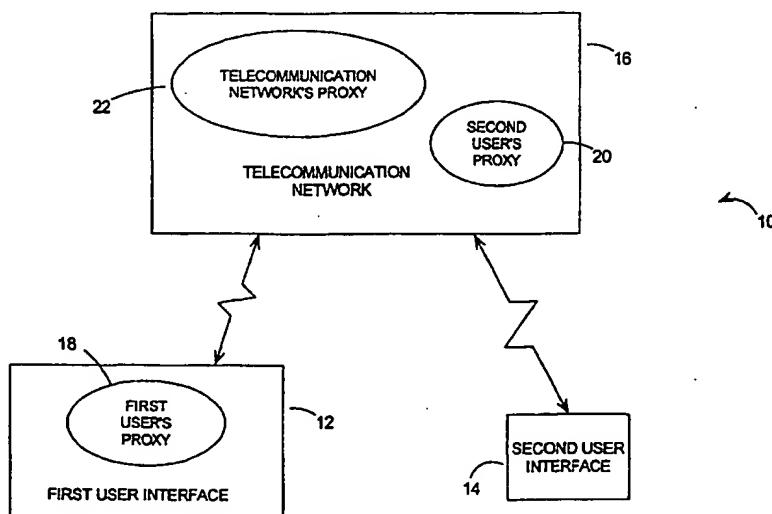 TELECOMMUNICATION
NETWORK'S PROXY
22
16
SECOND
USER'S
PROXY
20
TELECOMMUNICATION
NETWORK
10
18
FIRST
USER'S
PROXY
12
FIRST USER INTERFACE
SECOND USER
INTERFACE
14